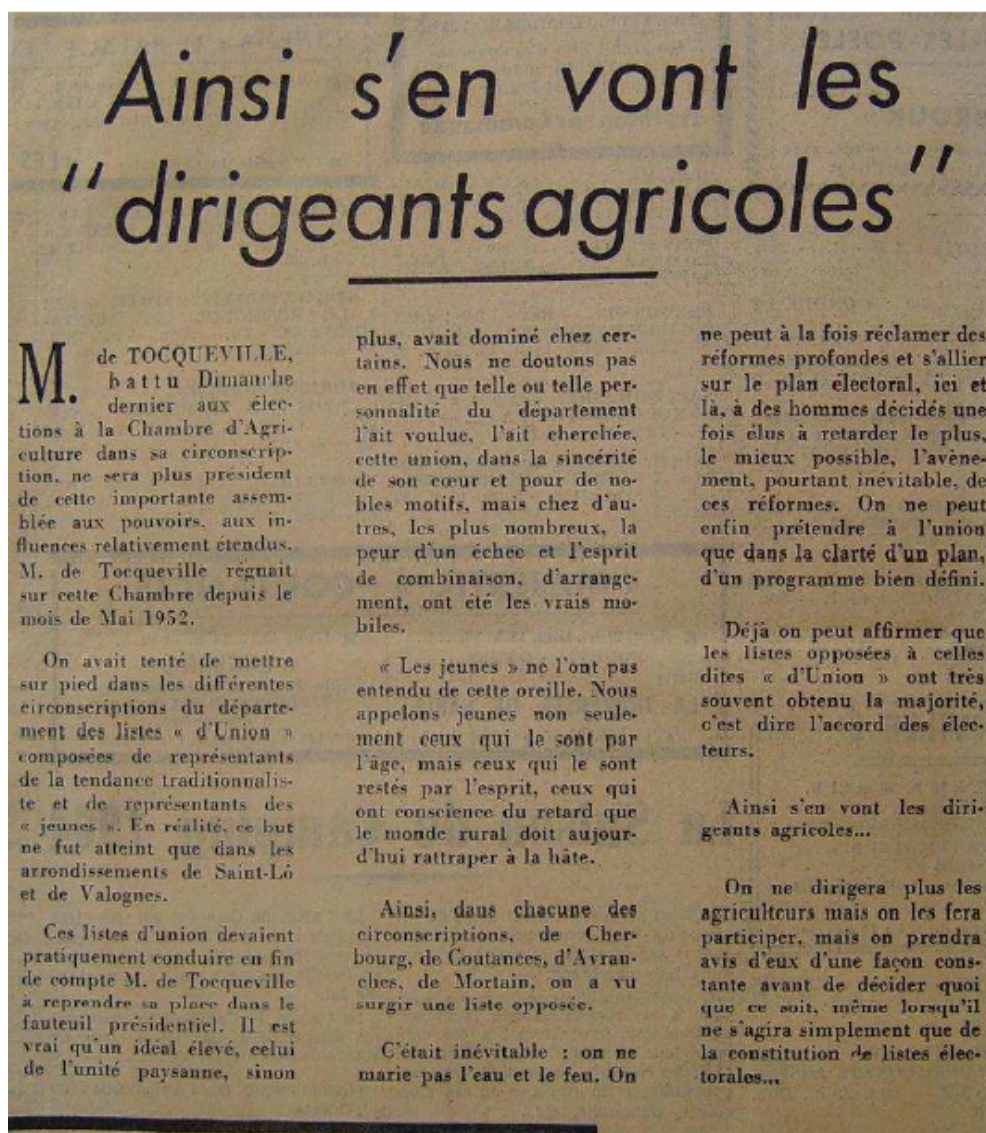 Ainsi s'en vont les
"dirigeants agricoles"
M. de TOCQUEVILLE,
battu Dimanche
dernier aux élec-
tions à la Chambre d'Agri-
culture dans sa circonscrip-
tion, ne sera plus président
de cette importante assem-
blée aux pouvoirs, aux in-
fluences relativement étendus.
M. de Tocqueville régnait
sur cette Chambre depuis le
mois de Mai 1952.
On avait tenté de mettre
sur pied dans les différentes
circonscriptions du départe-
ment des listes « d'Union »
composées de représentants
de la tendance traditionnalis-
te et de représentants des
« jeunes ». En réalité, ce but
ne fut atteint que dans les
arrondissements de Saint-Lô
et de Valognes.
Ces listes d'union devaient
pratiquement conduire en fin
de compte M. de Tocqueville
à reprendre sa place dans le
fauteuil présidentiel. Il est
vrai qu'un idéal élevé, celui
de l'unité paysanne, sinon
plus, avait dominé chez cer-
tains. Nous ne doutons pas
en effet que telle ou telle per-
sonnalité du département
l'ait voulue, l'ait cherchée,
cette union, dans la sincérité
de son cœur et pour de no-
bles motifs, mais chez d'au-
tres, les plus nombreux, la
peur d'un échec et l'esprit
de combinaison, d'arrange-
ment, ont été les vrais mo-
biles.
« Les jeunes » ne l'ont pas
entendu de cette oreille. Nous
appelons jeunes non seule-
ment ceux qui le sont par
l'âge, mais ceux qui le sont
restés par l'esprit, ceux qui
ont conscience du retard que
le monde rural doit aujour-
d'hui rattraper à la hâte.
Ainsi, dans chacune des
circonscriptions, de Cher-
bourg, de Coutances, d'Avran-
ches, de Mortain, on a vu
surgir une liste opposée.
C'était inévitable : on ne
marie pas l'eau et le feu. On
ne peut à la fois réclamer des
réformes profondes et s'allier
sur le plan électoral, ici et
là, à des hommes décidés une
fois élus à retarder le plus,
le mieux possible, l'avène-
ment, pourtant inévitable, de
ces réformes. On ne peut
enfin prétendre à l'union
que dans la clarté d'un plan,
d'un programme bien défini.
Déjà on peut affirmer que
les listes opposées à celles
dites « d'Union » ont très
souvent obtenu la majorité,
c'est dire l'accord des élec-
teurs.
Ainsi s'en vont les diri-
geants agricoles...
On ne dirigera plus les
agriculteurs mais on les fera
participer, mais on prendra
avis d'eux d'une façon cons-
tante avant de décider quoi
que ce soit, même lorsqu'il
ne s'agira simplement que de
la constitution de listes élec-
torales...